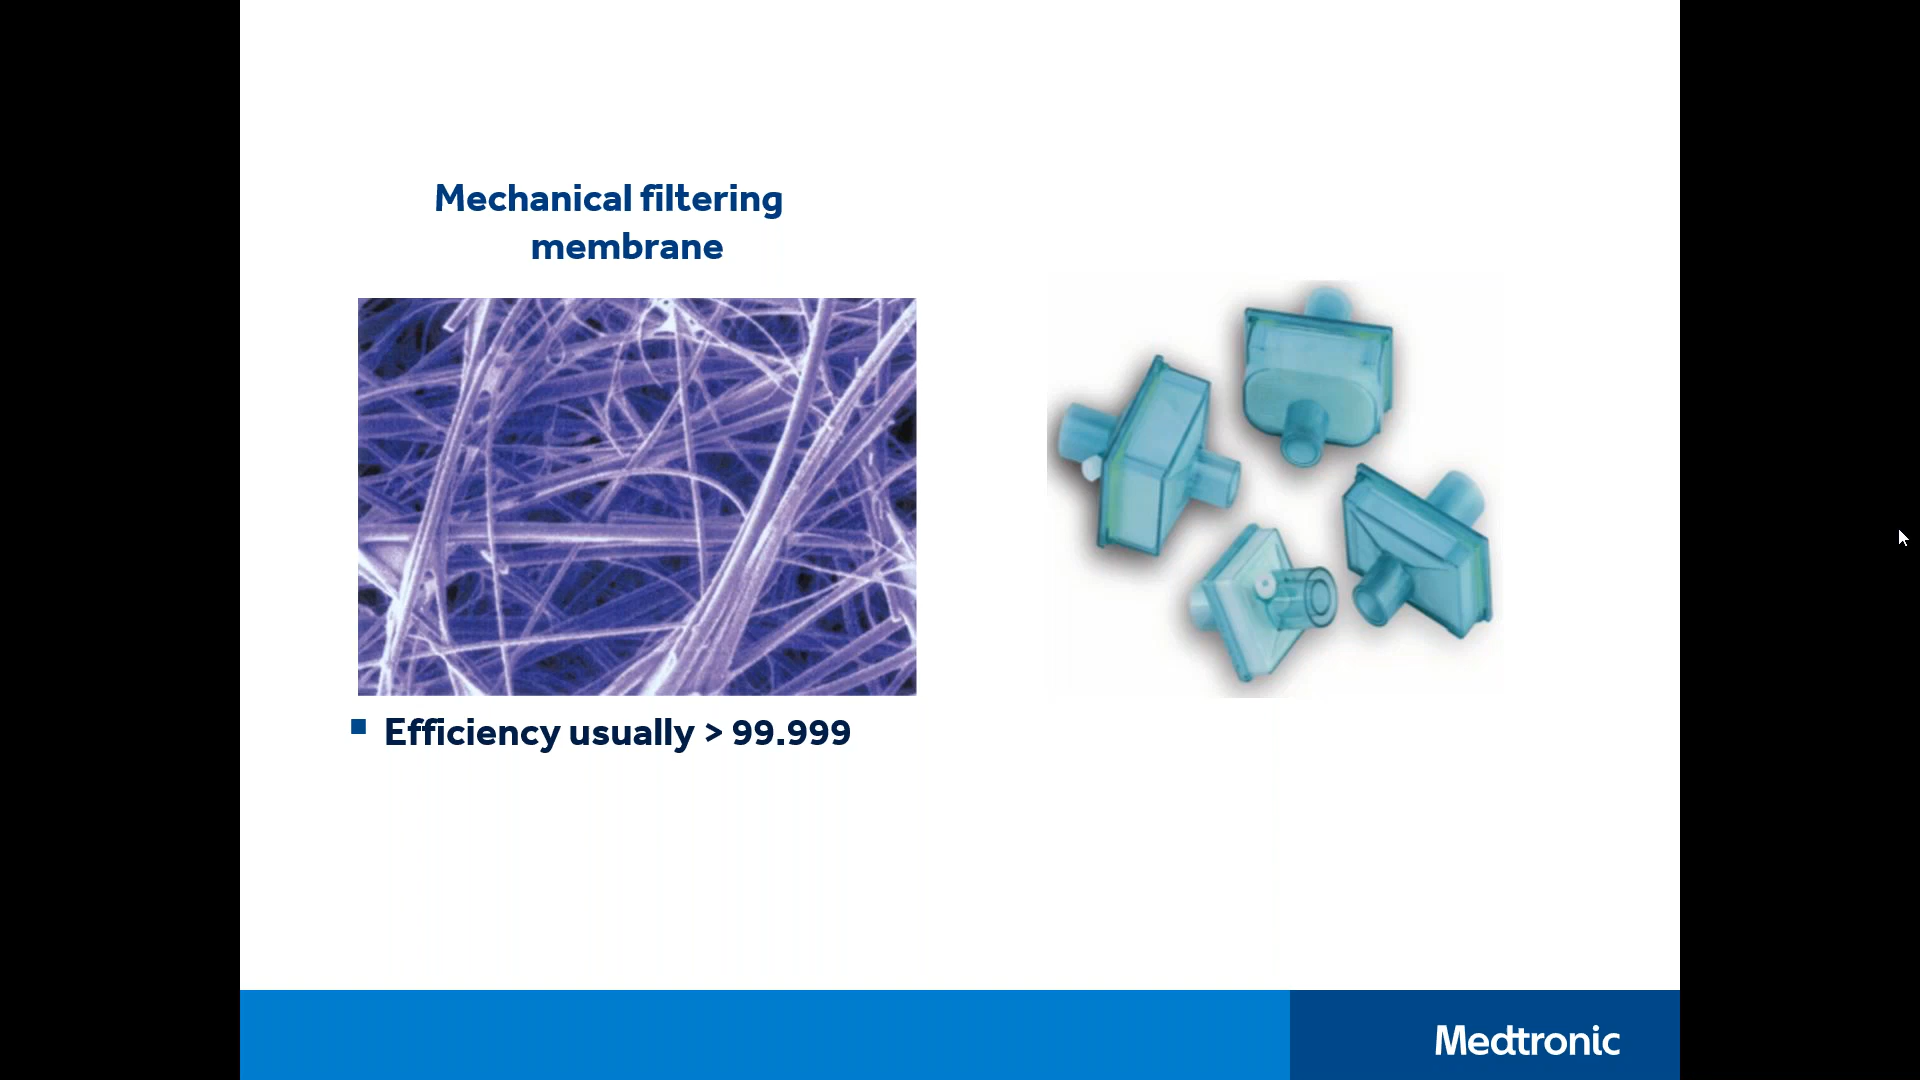 Mechanical filtering
membrane
Efficiency usually > 99.999
Medtronic